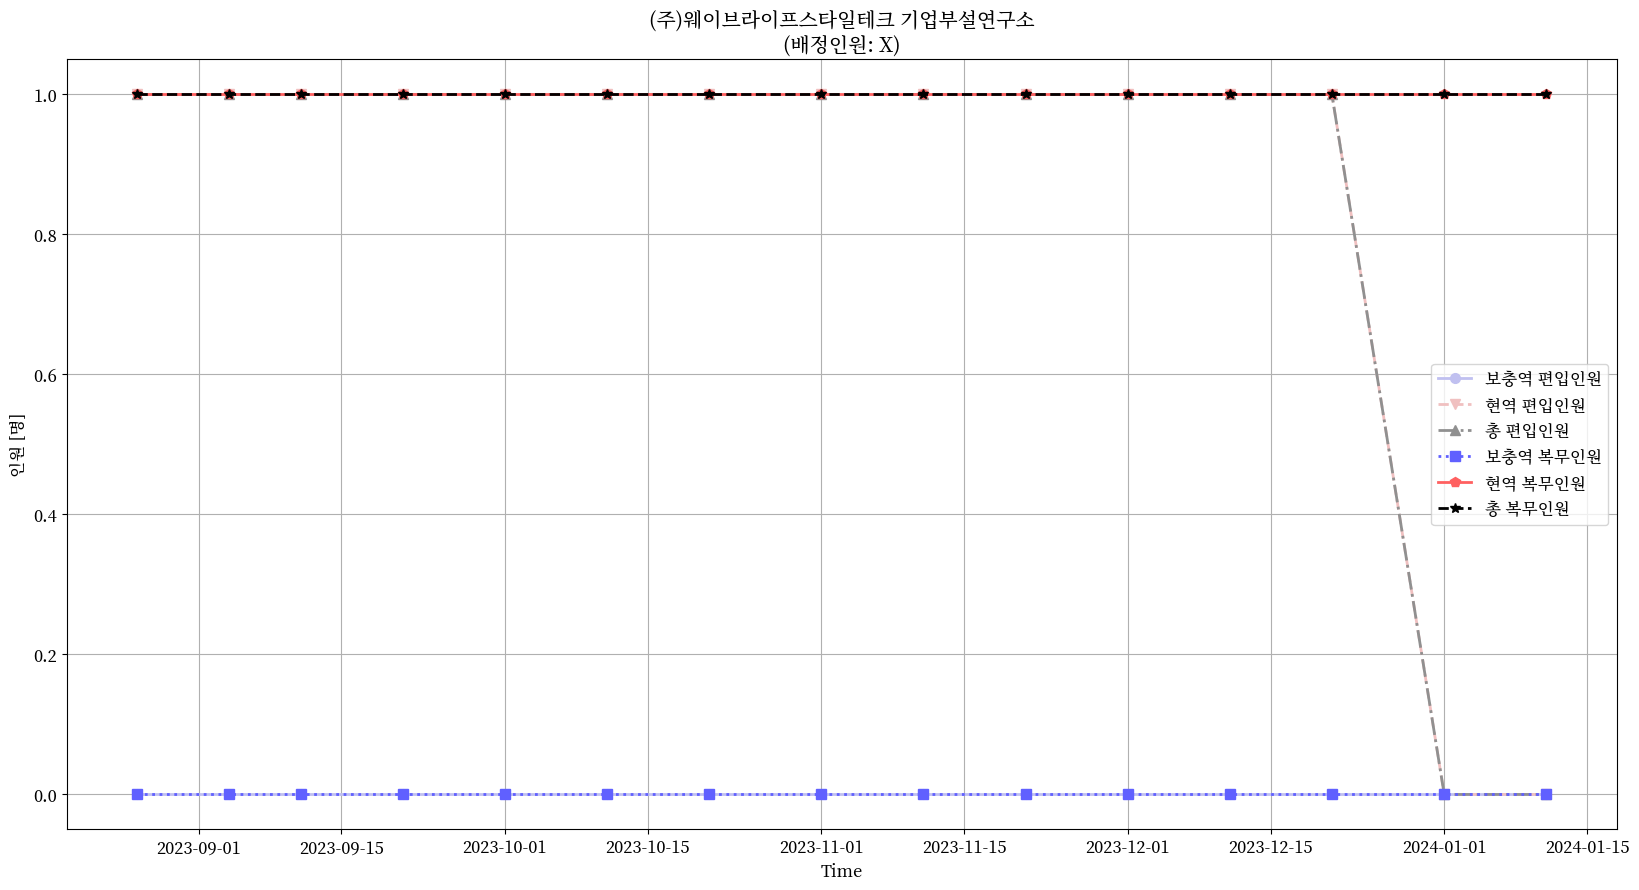 (주)웨이브라이프스타일테크 기업부설연구소
(배정인원: X)
1.0
0.8
0.6
0.4
0.2
0.0
인원 [명]
보충역 편입인원
현역 편입인원
총 편입인원
보충역 복무인원
현역 복무인원
총 복무인원
2023-09-01 2023-09-15 2023-10-01 2023-10-15 2023-11-01 2023-11-15 2023-12-01 2023-12-15 2024-01-01 2024-01-15
Time